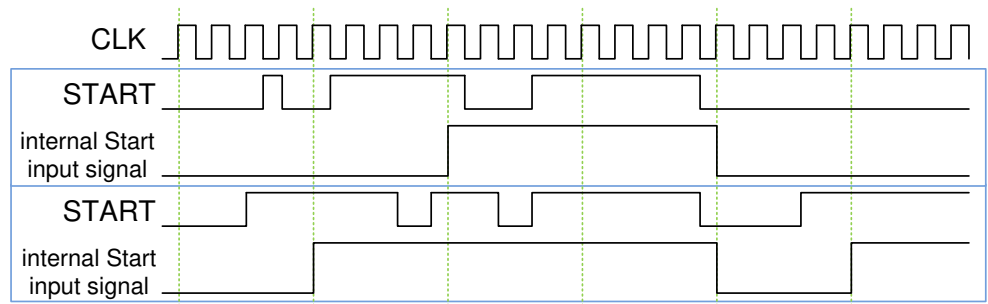 CLK
START
internal Start
input signal
START
internal Start
input signal